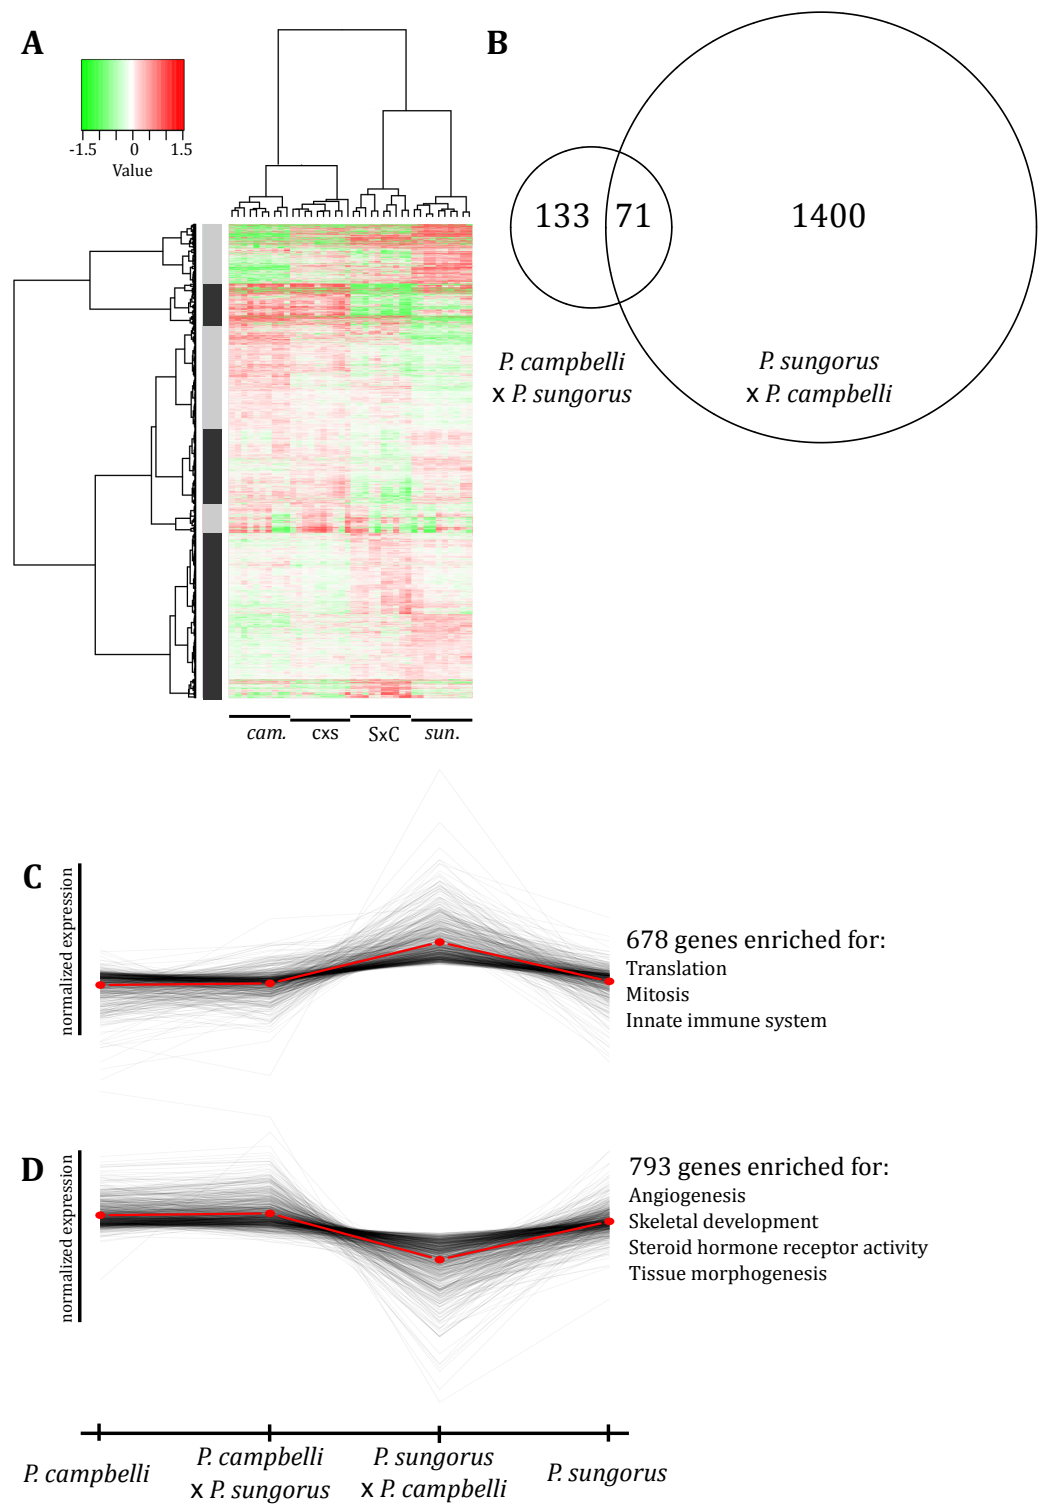 A
-1.5 0 1.5
Value
cam. cxs SxC sun.
B
133 71 1400
P. campbelli
x P. sungorus
P. sungorus
x P. campbelli
C
normalized expression
678 genes enriched for:
Translation
Mitosis
Innate immune system
D
normalized expression
793 genes enriched for:
Angiogenesis
Skeletal development
Steroid hormone receptor activity
Tissue morphogenesis
P. campbelli
P. campbelli
x P. sungorus
P. sungorus
x P. campbelli
P. sungorus